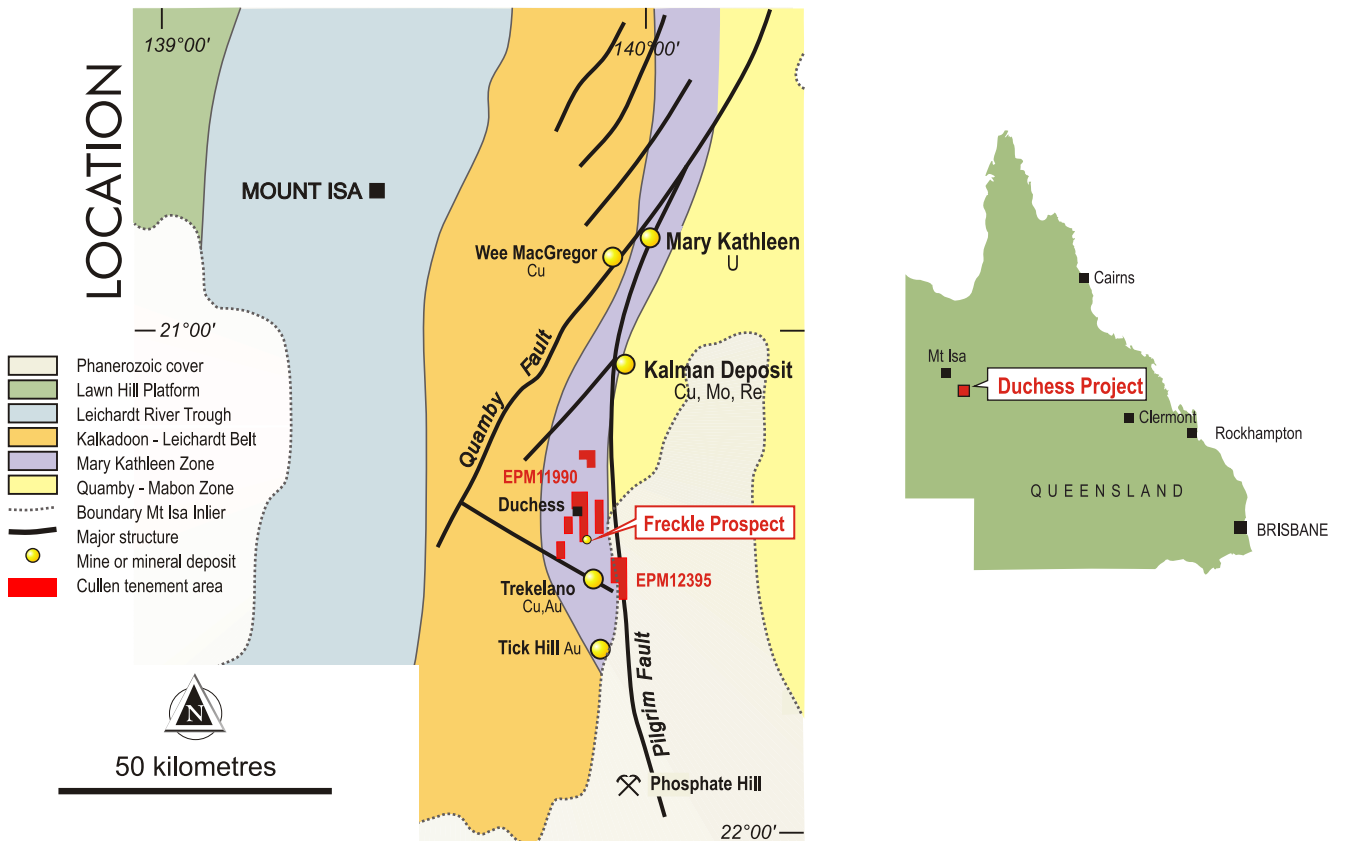 LOCATION
139°00'
140°00'
MOUNT ISA
Wee MacGregor
Cu
Mary Kathleen
U
21°00'
Quamby Fault
Kalman Deposit
Cu, Mo, Re
EPM11990
Duchess
Freckle Prospect
Trekelano
Cu,Au
EPM12395
Tick Hill Au
Pilgrim Fault
Phosphate Hill
22°00'
Phanerozoic cover
Lawn Hill Platform
Leichardt River Trough
Kalkadoon - Leichardt Belt
Mary Kathleen Zone
Quamby - Mabon Zone
Boundary Mt Isa Inlier
Major structure
Mine or mineral deposit
Cullen tenement area
N
50 kilometres
Cairns
Mt Isa
Duchess Project
Clermont
Rockhampton
QUEENSLAND
BRISBANE